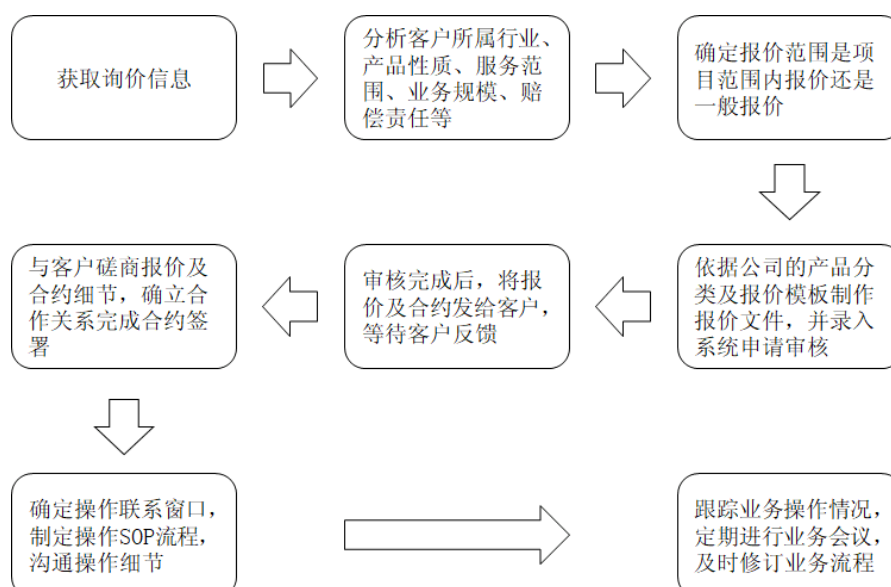 获取询价信息
分析客户所属行业、
产品性质、服务范
围、业务规模、赔
偿责任等
确定报价范围是项
目范围内报价还是
一般报价
依据公司的产品分
类及报价模板制作
报价文件，并录入
系统申请审核
审核完成后，将报
价及合约发给客户，
等待客户反馈
与客户磋商报价及
合约细节，确立合
作关系完成合约签
署
确定操作联系窗口，
制定操作SOP流程，
沟通操作细节
跟踪业务操作情况，
定期进行业务会议，
及时修订业务流程